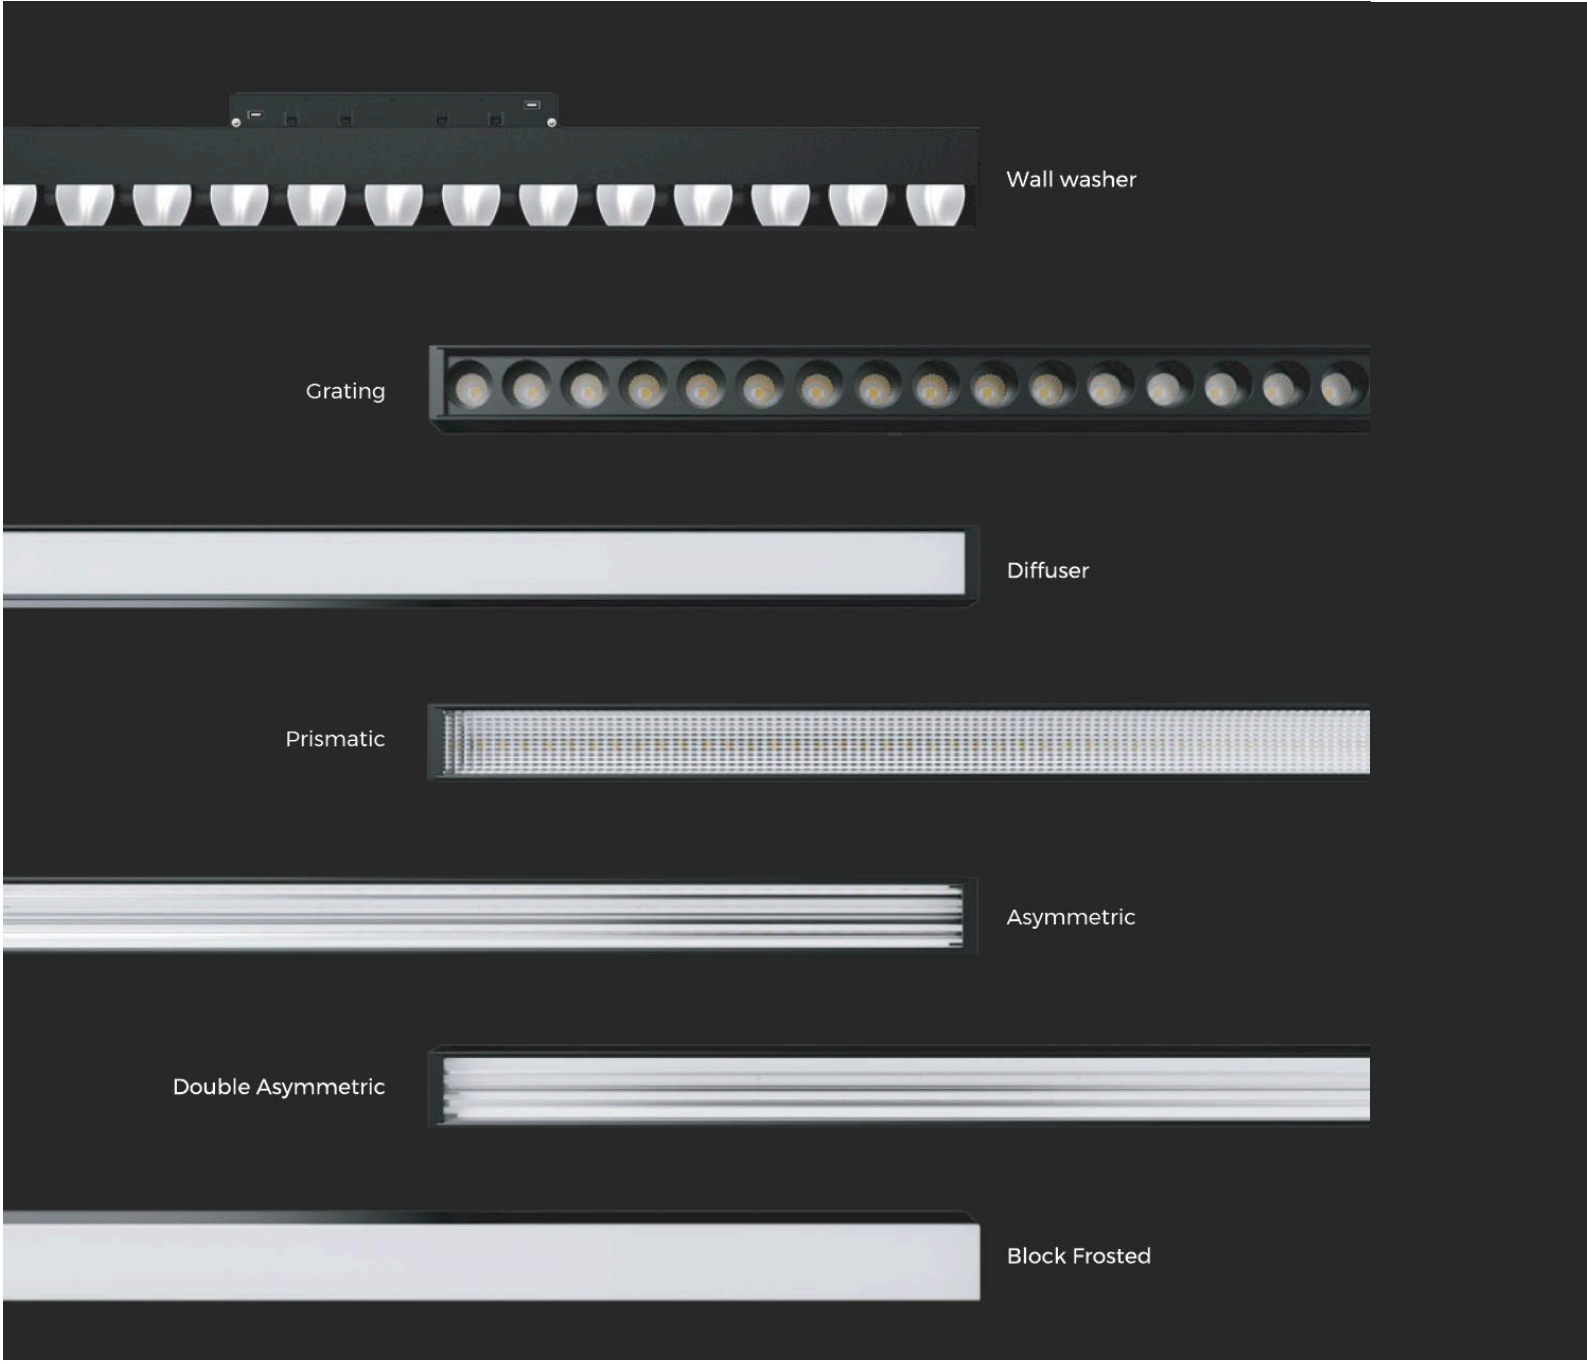 Wall washer
Grating
Diffuser
Prismatic
Asymmetric
Double Asymmetric
Block Frosted